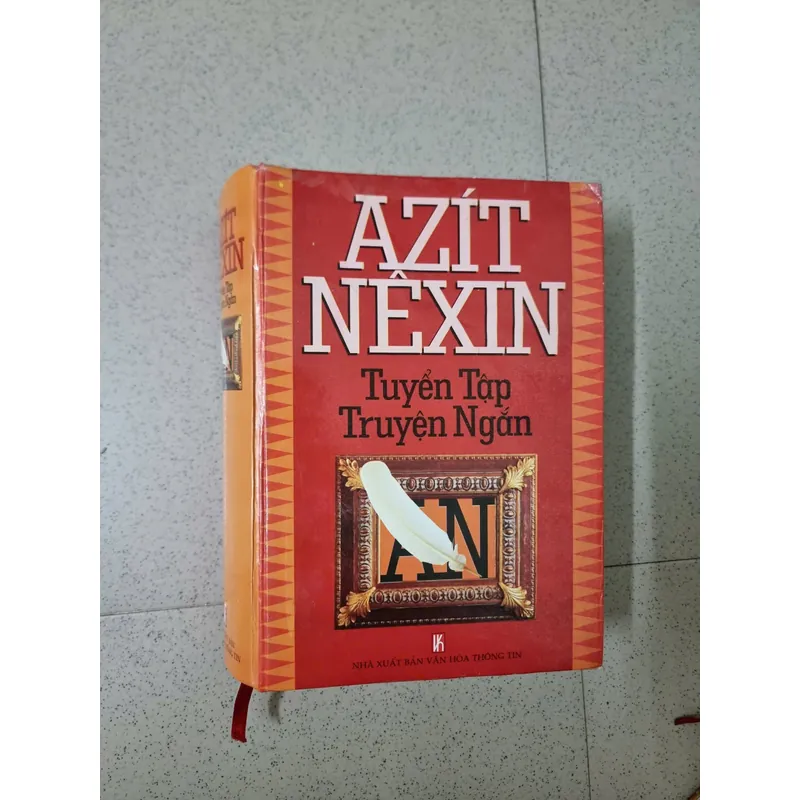 AZÍT
NÊXIN
Tuyển Tập
Truyện Ngắn
AN
NHÀ XUẤT BẢN VĂN HÓA THÔNG TIN